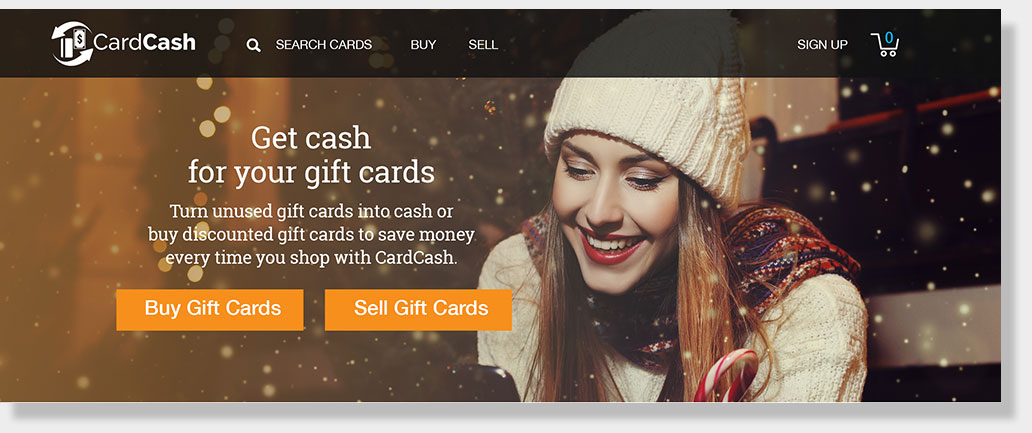 CardCash
SEARCH CARDS
BUY
SELL
SIGN UP
0
Get cash
for your gift cards
Turn unused gift cards into cash or
buy discounted gift cards to save money
every time you shop with CardCash.
Buy Gift Cards
Sell Gift Cards